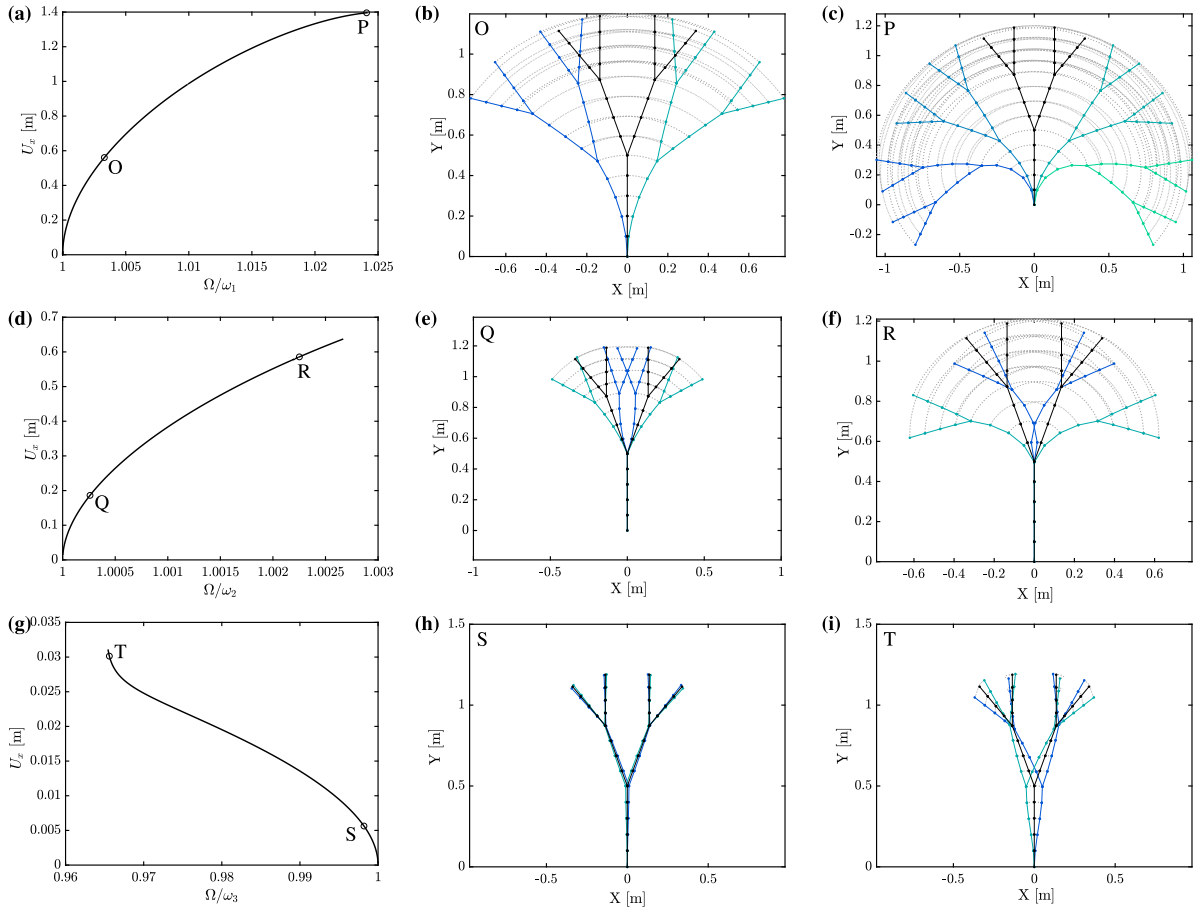 (a)
1.4
1.2
1
0.8
0.6
0.4
0.2
0
U_x [m]
P
O
1 1.005 1.01 1.015 1.02 1.025
Ω/ω_1
(b)
O
1
0.8
0.6
0.4
0.2
0
Y [m]
-0.6 -0.4 -0.2 0 0.2 0.4 0.6
X [m]
(c)
P
1.2
1
0.8
0.6
0.4
0.2
0
-0.2
Y [m]
-1 -0.5 0 0.5 1
X [m]
(d)
0.7
0.6
0.5
0.4
0.3
0.2
0.1
0
U_x [m]
R
Q
1 1.0005 1.001 1.0015 1.002 1.0025 1.003
Ω/ω_2
(e)
Q
1.2
1
0.8
0.6
0.4
0.2
0
Y [m]
-1 -0.5 0 0.5 1
X [m]
(f)
R
1.2
1
0.8
0.6
0.4
0.2
0
Y [m]
-0.6 -0.4 -0.2 0 0.2 0.4 0.6
X [m]
(g)
0.035
0.03
0.025
0.02
0.015
0.01
0.005
0
U_x [m]
T
S
0.96 0.97 0.98 0.99 1
Ω/ω_3
(h)
S
1.5
1
0.5
0
Y [m]
-0.5 0 0.5
X [m]
(i)
T
1.5
1
0.5
0
Y [m]
-0.5 0 0.5
X [m]